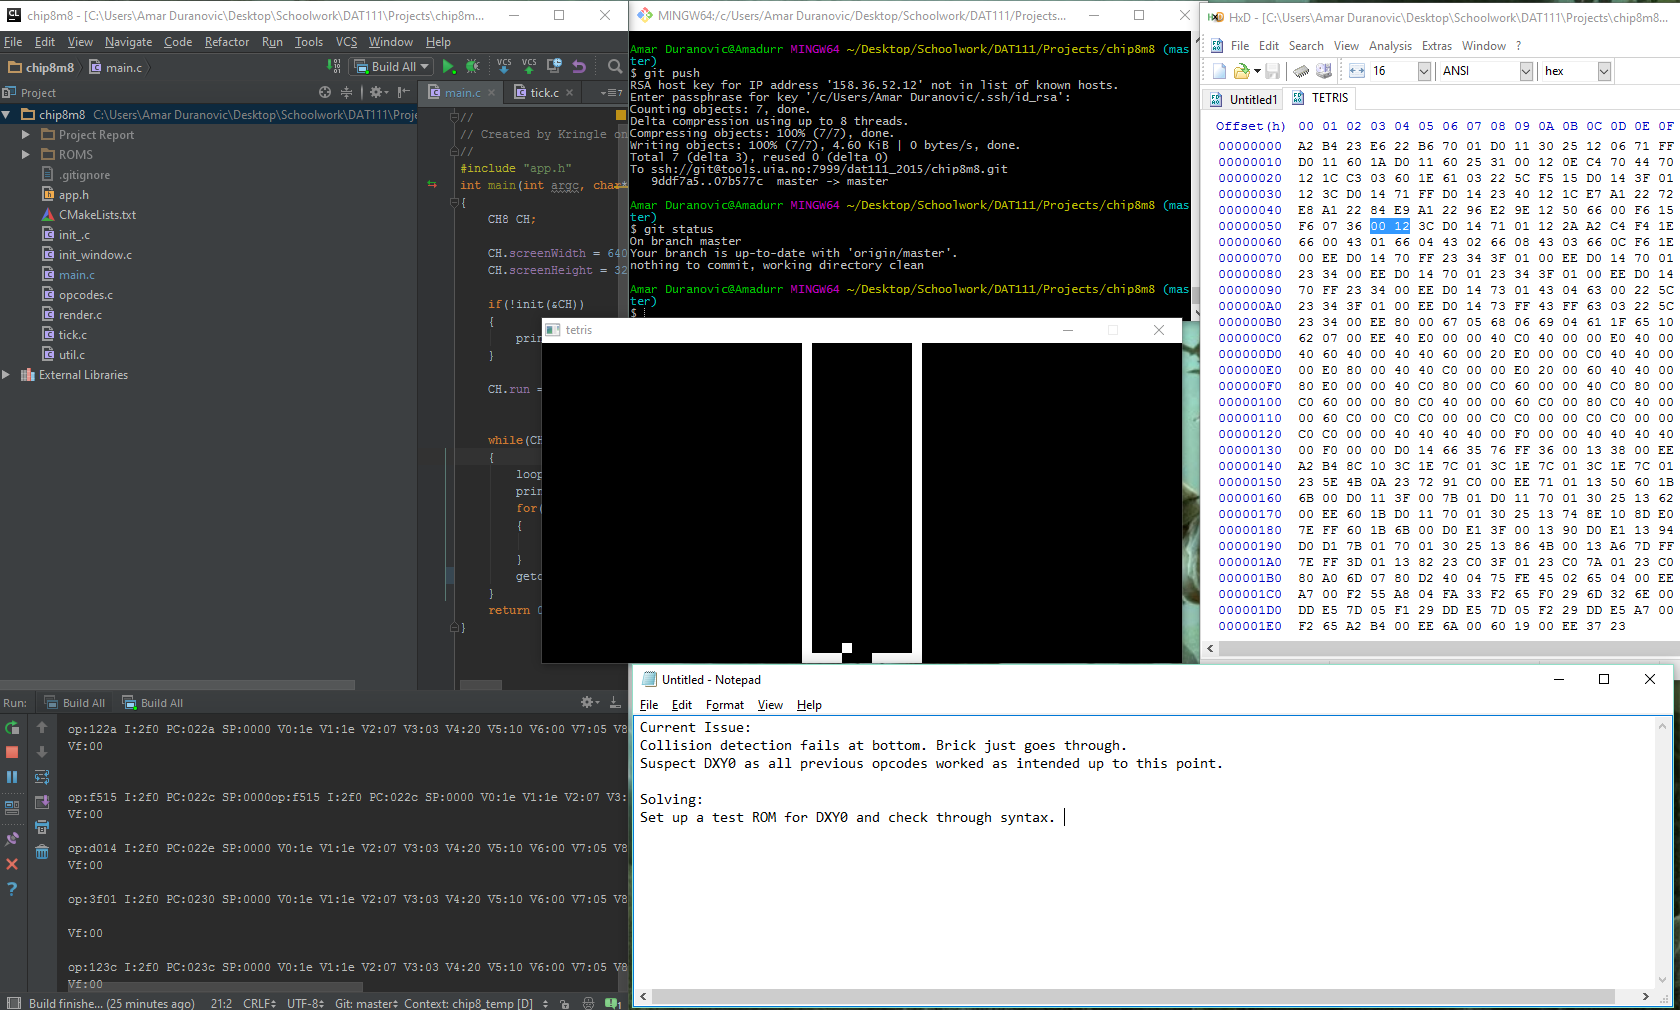 chip8m8 - [C:\Users\Amar Duranovic\Desktop\Schoolwork\DAT111\Projects\chip8m...
File Edit View Navigate Code Refactor Run Tools VCS Window Help
chip8m8 main.c Build All
Project
main.c
tick.c
chip8m8 C:\Users\Amar Duranovic\Desktop\Schoolwork\DAT111\Proje
Project Report
ROMS
.gitignore
app.h
CMakeLists.txt
init_.c
init_window.c
main.c
opcodes.c
render.c
tick.c
util.c
External Libraries
//
// Created by Kringle on
//
#include "app.h"
int main(int argc, char*
{
CH8 CH;
CH.screenWidth = 640
CH.screenHeight = 32
if(!init(&CH))
{
prin
}
CH.run =
while(CH
{
loop
prin
for(
{
}
getc
}
return 0
}
MINGW64:/c/Users/Amar Duranovic/Desktop/Schoolwork/DAT111/Projects...
Amar Duranovic@Amadurr MINGW64 ~/Desktop/Schoolwork/DAT111/Projects/chip8m8 (mas
ter)
$ git push
RSA host key for IP address '158.36.52.12' not in list of known hosts.
Enter passphrase for key '/c/Users/Amar Duranovic/.ssh/id_rsa':
Counting objects: 7, done.
Delta compression using up to 8 threads.
Compressing objects: 100% (7/7), done.
Writing objects: 100% (7/7), 4.60 KiB | 0 bytes/s, done.
Total 7 (delta 3), reused 0 (delta 0)
To ssh://git@tools.uia.no:7999/dat111_2015/chip8m8.git
9ddf7a5..07b577c master -> master
Amar Duranovic@Amadurr MINGW64 ~/Desktop/Schoolwork/DAT111/Projects/chip8m8 (mas
ter)
$ git status
On branch master
Your branch is up-to-date with 'origin/master'.
nothing to commit, working directory clean
Amar Duranovic@Amadurr MINGW64 ~/Desktop/Schoolwork/DAT111/Projects/chip8m8 (mas
ter)
$
HxD - [C:\Users\Amar Duranovic\Desktop\Schoolwork\DAT111\Projects\chip8m8...
File Edit Search View Analysis Extras Window ?
16 ANSI hex
Untitled1 TETRIS
Offset(h) 00 01 02 03 04 05 06 07 08 09 0A 0B 0C 0D 0E 0F
00000000 A2 B4 23 E6 22 B6 70 01 D0 11 30 25 12 06 71 FF
00000010 D0 11 60 1A D0 11 60 25 31 00 12 0E C4 70 44 70
00000020 12 1C C3 03 60 1E 61 03 22 5C F5 15 D0 14 3F 01
00000030 12 3C D0 14 71 FF D0 14 23 40 12 1C E7 A1 22 72
00000040 E8 A1 22 84 E9 A1 22 96 E2 9E 12 50 66 00 F6 15
00000050 F6 07 36 00 12 3C D0 14 71 01 12 2A A2 C4 F4 1E
00000060 66 00 43 01 66 04 43 02 66 08 43 03 66 0C F6 1E
00000070 00 EE D0 14 70 FF 23 34 3F 01 00 EE D0 14 70 01
00000080 23 34 00 EE D0 14 70 01 23 34 3F 01 00 EE D0 14
00000090 70 FF 23 34 00 EE D0 14 73 01 43 04 63 00 22 5C
000000A0 23 34 3F 01 00 EE D0 14 73 FF 43 FF 63 03 22 5C
000000B0 23 34 00 EE 80 00 67 05 68 06 69 04 61 1F 65 10
000000C0 62 07 00 EE 40 E0 00 00 40 C0 40 00 00 E0 40 00
000000D0 40 60 40 00 40 40 60 00 20 E0 00 00 C0 40 40 00
000000E0 00 E0 80 00 40 40 C0 00 00 E0 20 00 60 40 40 00
000000F0 80 E0 00 00 40 C0 80 00 C0 60 00 00 40 C0 80 00
00000100 C0 60 00 00 80 C0 40 00 00 60 C0 00 80 C0 40 00
00000110 00 60 C0 00 C0 C0 00 00 C0 C0 00 00 C0 C0 00 00
00000120 C0 C0 00 00 40 40 40 40 00 F0 00 00 40 40 40 40
00000130 00 F0 00 00 D0 14 66 35 76 FF 36 00 13 38 00 EE
00000140 A2 B4 8C 10 3C 1E 7C 01 3C 1E 7C 01 3C 1E 7C 01
00000150 23 5E 4B 0A 23 72 91 C0 00 EE 71 01 13 50 60 1B
00000160 6B 00 D0 11 3F 00 7B 01 D0 11 70 01 30 25 13 62
00000170 00 EE 60 1B D0 11 70 01 30 25 13 74 8E 10 8D E0
00000180 7E FF 60 1B 6B 00 D0 E1 3F 00 13 90 D0 E1 13 94
00000190 D0 D1 7B 01 70 01 30 25 13 86 4B 00 13 A6 7D FF
000001A0 7E FF 3D 01 13 82 23 C0 3F 01 23 C0 7A 01 23 C0
000001B0 80 A0 6D 07 80 D2 40 04 75 FE 45 02 65 04 00 EE
000001C0 A7 00 F2 55 A8 04 FA 33 F2 65 F0 29 6D 32 6E 00
000001D0 DD E5 7D 05 F1 29 DD E5 7D 05 F2 29 DD E5 A7 00
000001E0 F2 65 A2 B4 00 EE 6A 00 60 19 00 EE 37 23
tetris
Run: Build All Build All
op:122a I:2f0 PC:022a SP:0000 V0:1e V1:1e V2:07 V3:03 V4:20 V5:10 V6:00 V7:05 V8
Vf:00
op:f515 I:2f0 PC:022c SP:0000op:f515 I:2f0 PC:022c SP:0000 V0:1e V1:1e V2:07 V3:
Vf:00
op:d014 I:2f0 PC:022e SP:0000 V0:1e V1:1e V2:07 V3:03 V4:20 V5:10 V6:00 V7:05 V8
Vf:00
op:3f01 I:2f0 PC:0230 SP:0000 V0:1e V1:1e V2:07 V3:03 V4:20 V5:10 V6:00 V7:05 V8
Vf:00
op:123c I:2f0 PC:023c SP:0000 V0:1e V1:1e V2:07 V3:03 V4:20 V5:10 V6:00 V7:05 V8
Vf:00
Build finishe... (25 minutes ago) 21:2 CRLF UTF-8 Git: master Context: chip8_temp [D]
Untitled - Notepad
File Edit Format View Help
Current Issue:
Collision detection fails at bottom. Brick just goes through.
Suspect DXY0 as all previous opcodes worked as intended up to this point.
Solving:
Set up a test ROM for DXY0 and check through syntax.